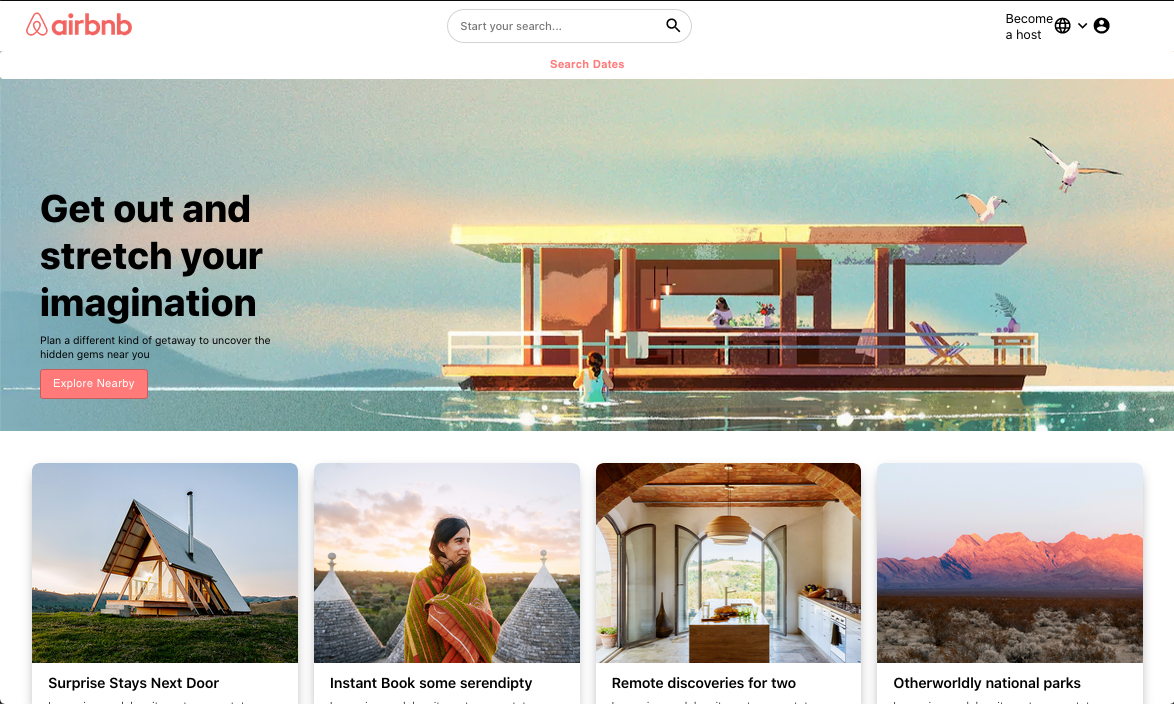 airbnb
Start your search...
Become
a host
Search Dates
Get out and
stretch your
imagination
Plan a different kind of getaway to uncover the
hidden gems near you
Explore Nearby
Surprise Stays Next Door
Instant Book some serendipty
Remote discoveries for two
Otherworldly national parks